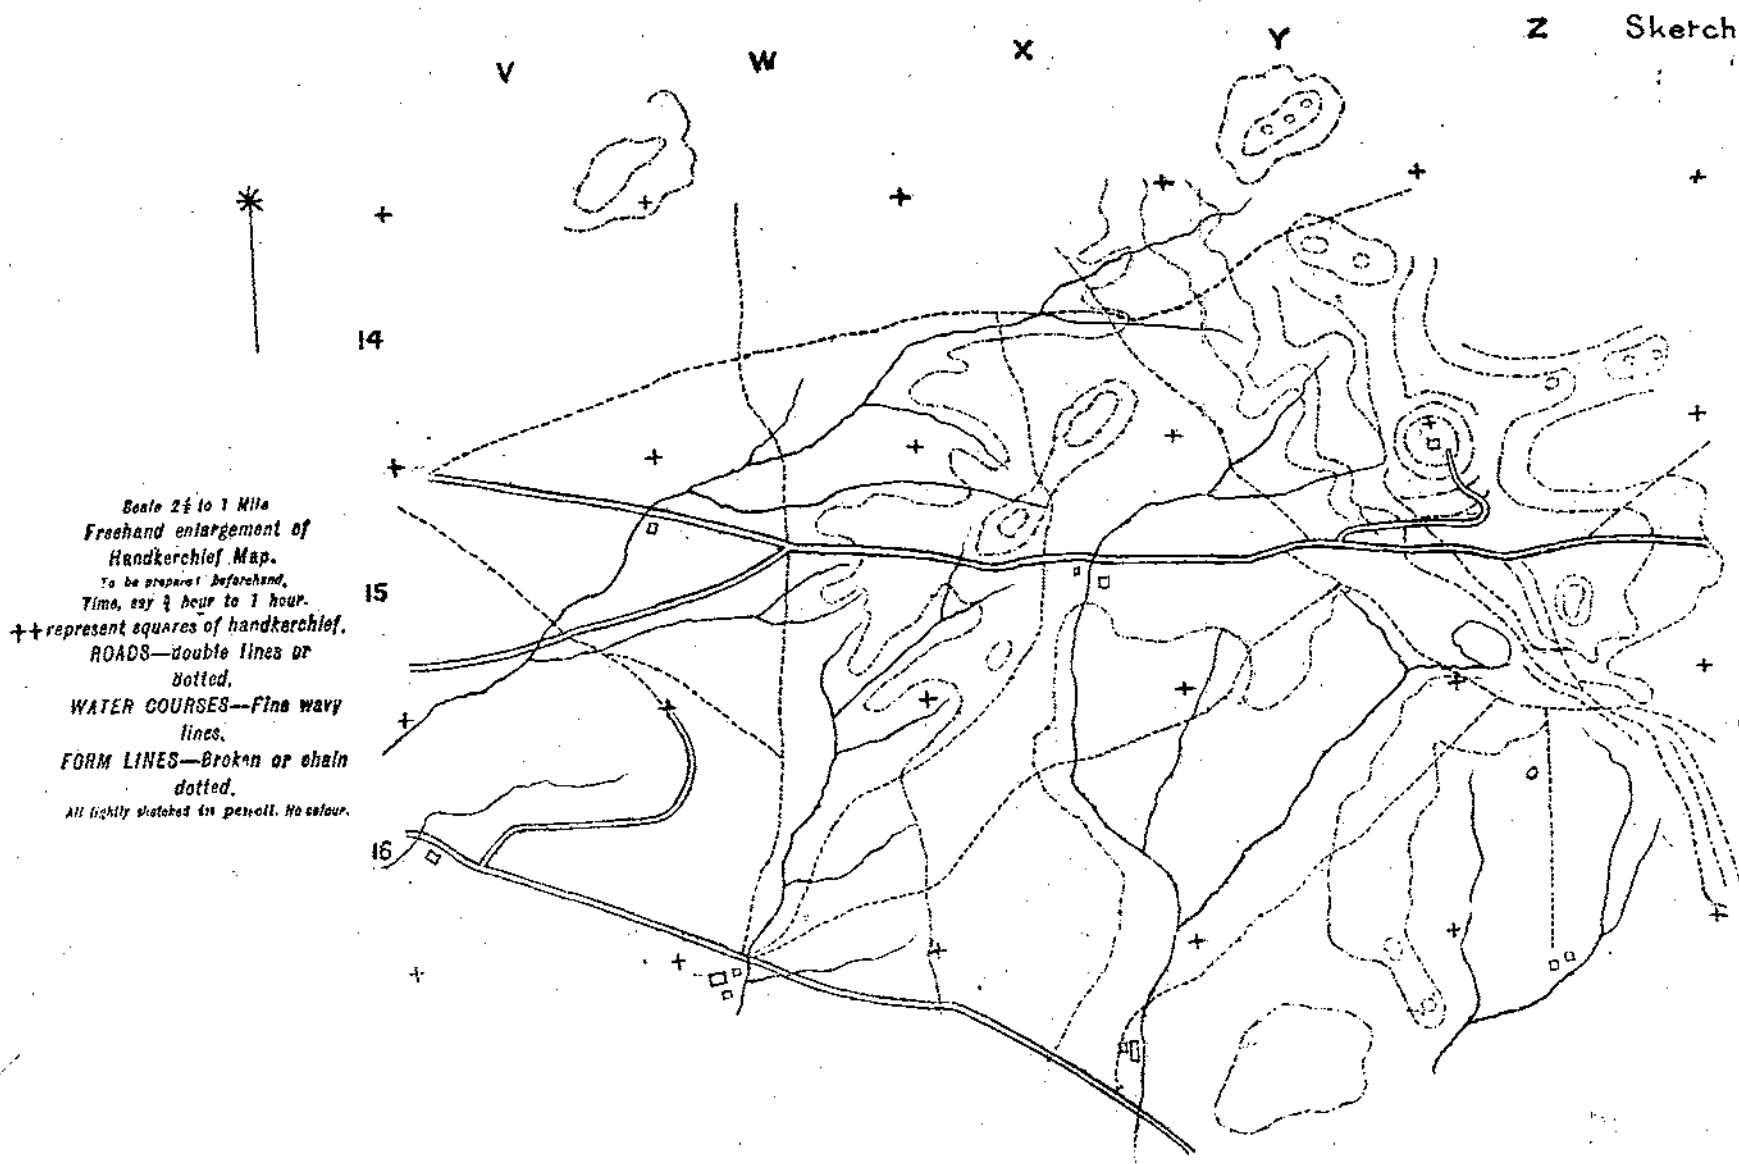 Z Sketch
Y
X
W
V
14
Scale 2½ to 1 Mile
Freehand enlargement of
Handkerchief Map.
To be prepared beforehand.
Time, say ¾ hour to 1 hour.
++represent squares of handkerchief.
ROADS—double lines or
dotted.
WATER COURSES—Fine wavy
lines.
FORM LINES—Broken or chain
dotted.
All lightly sketched in pencil. No colour.
15
16